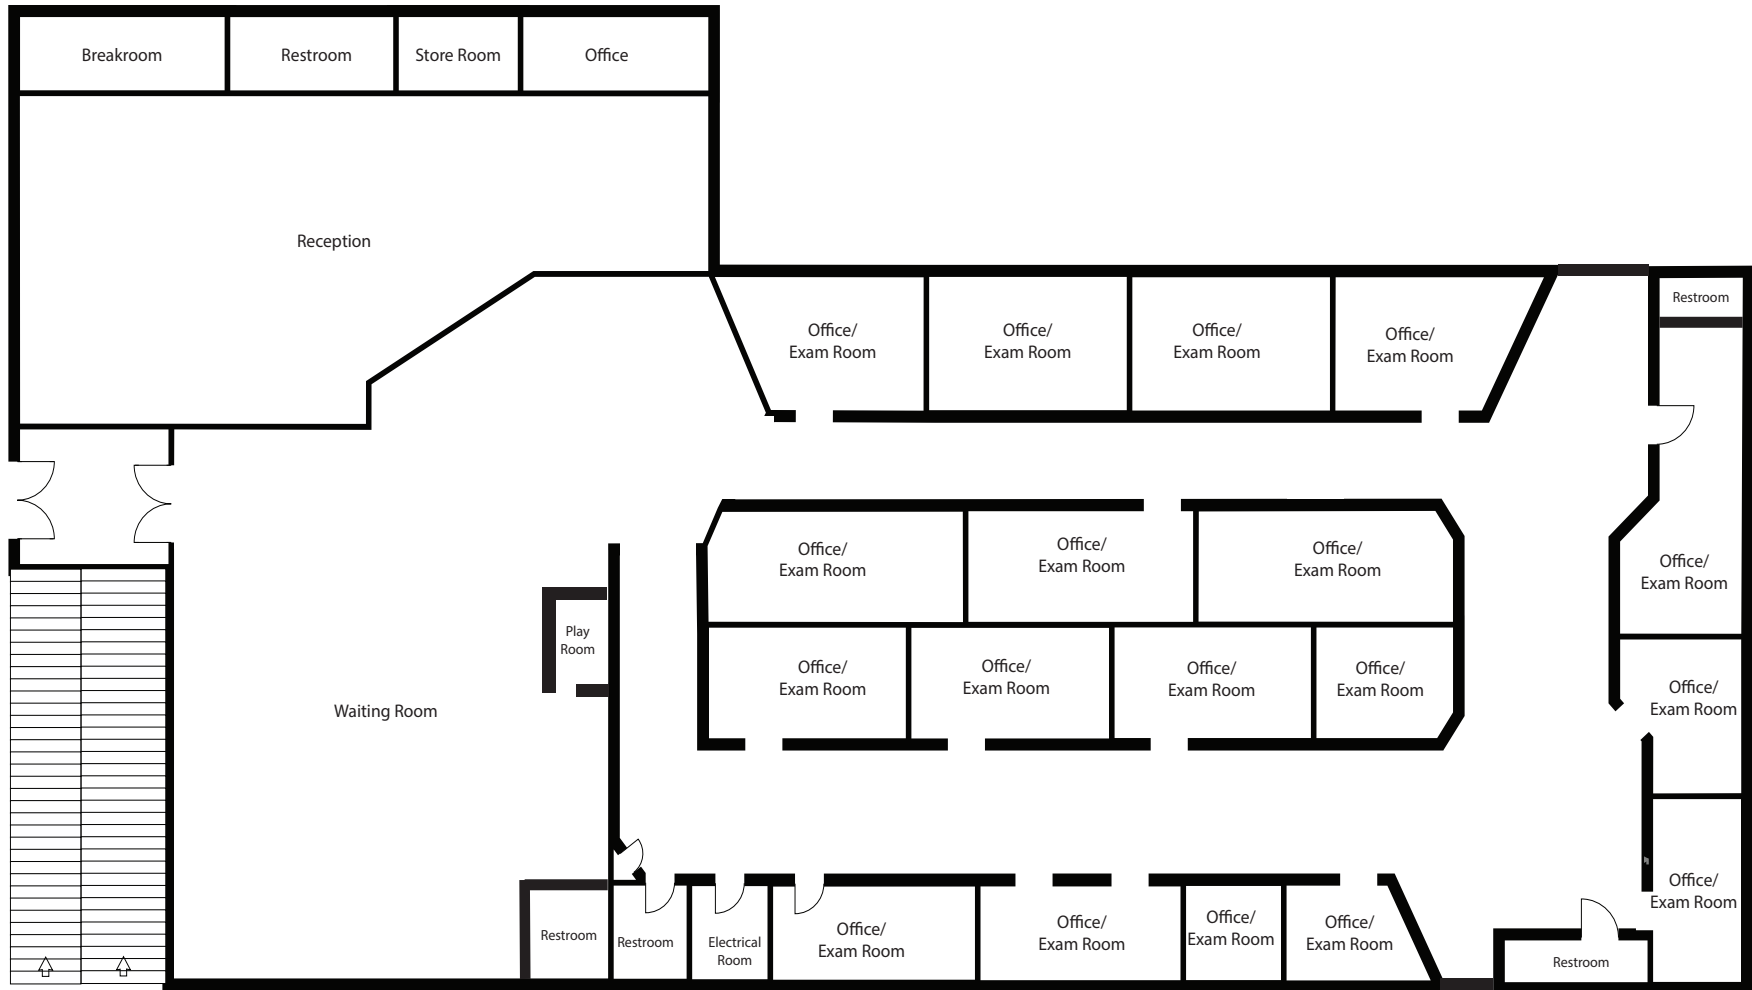 Breakroom
Restroom
Store Room
Office
Reception
Restroom
Office/
Exam Room
Office/
Exam Room
Office/
Exam Room
Office/
Exam Room
Office/
Exam Room
Office/
Exam Room
Office/
Exam Room
Office/
Exam Room
Play
Room
Office/
Exam Room
Office/
Exam Room
Office/
Exam Room
Office/
Exam Room
Office/
Exam Room
Waiting Room
Office/
Exam Room
Restroom
Restroom
Electrical
Room
Office/
Exam Room
Office/
Exam Room
Office/
Exam Room
Office/
Exam Room
Restroom